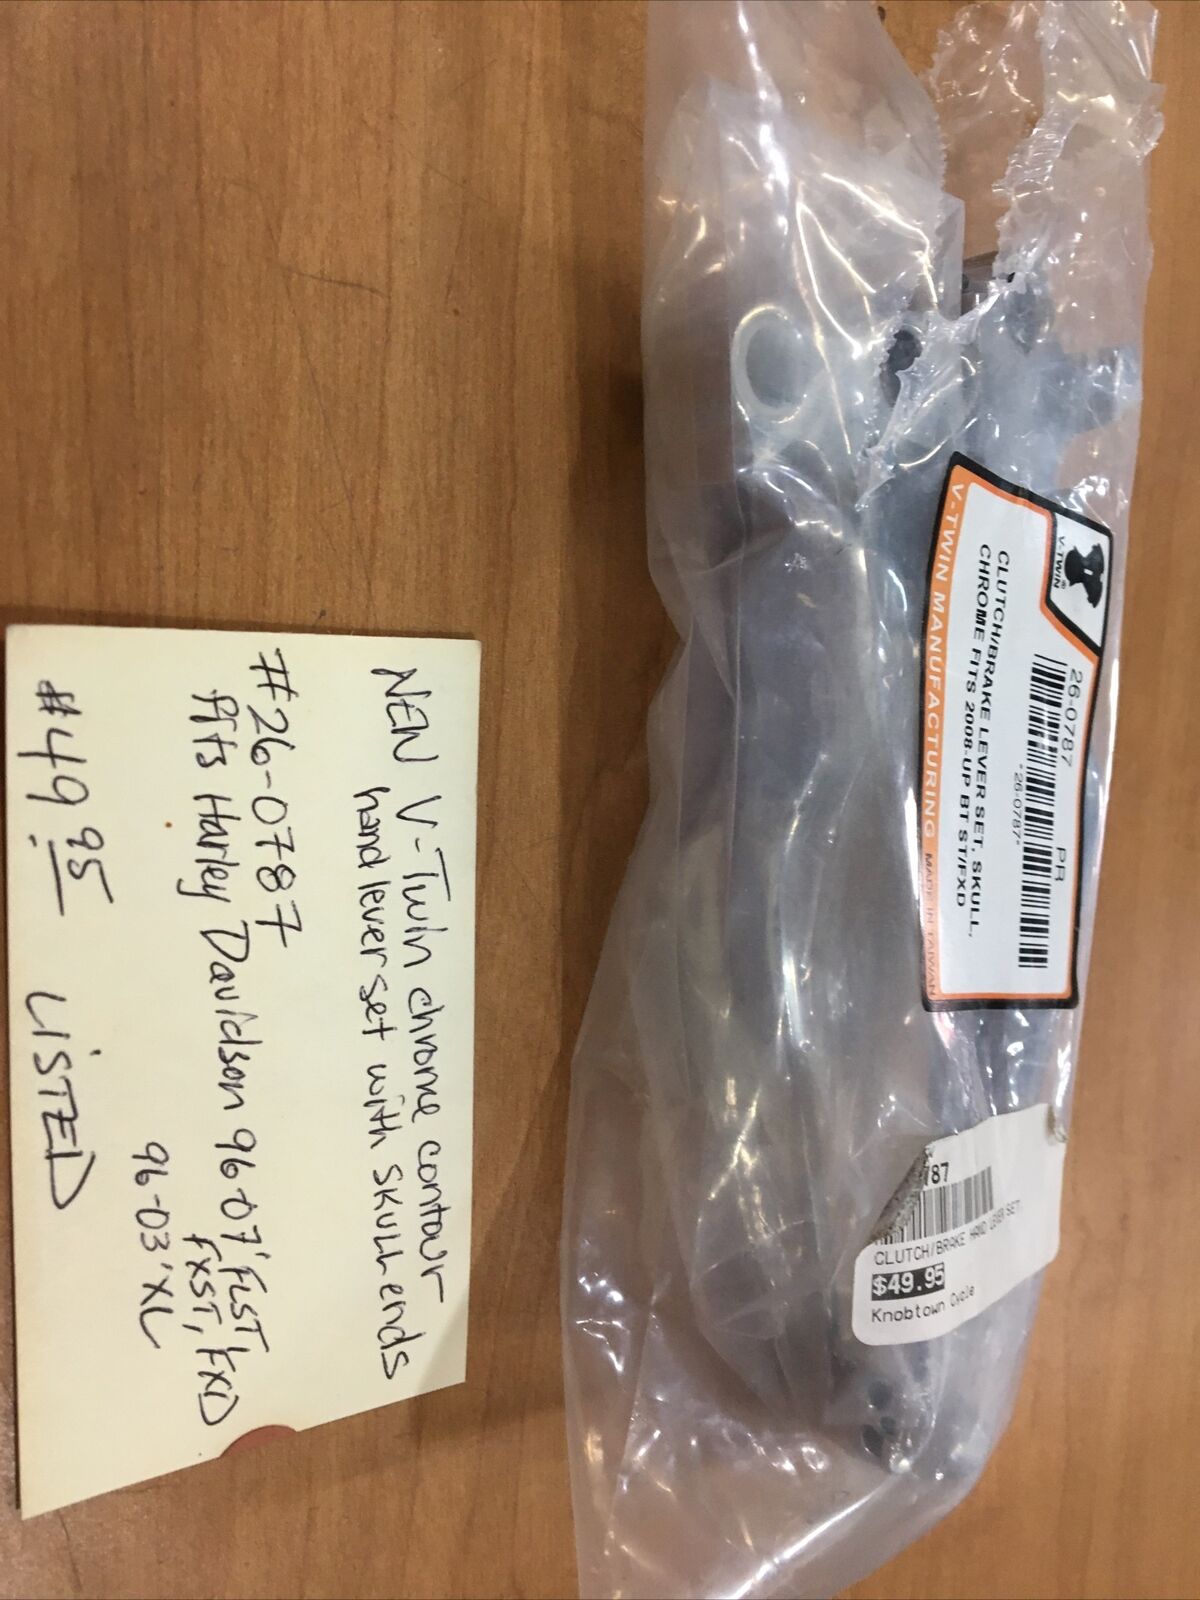 V-TWIN®
26-0787 PR
*26-0787*
CLUTCH/BRAKE LEVER SET, SKULL,
CHROME FITS 2008-UP BT ST/FXD
V-TWIN MANUFACTURING MADE IN TAIWAN
787
CLUTCH/BRAKE HAND LEVER SET
$49.95
Knobtown Cycle
NEW V-Twin chrome contour
hand lever set with skull ends
#26-0787
fits Harley Davidson 96-07' FLST,
FXST, FXD
96-03' XL
$49.95 LISTED